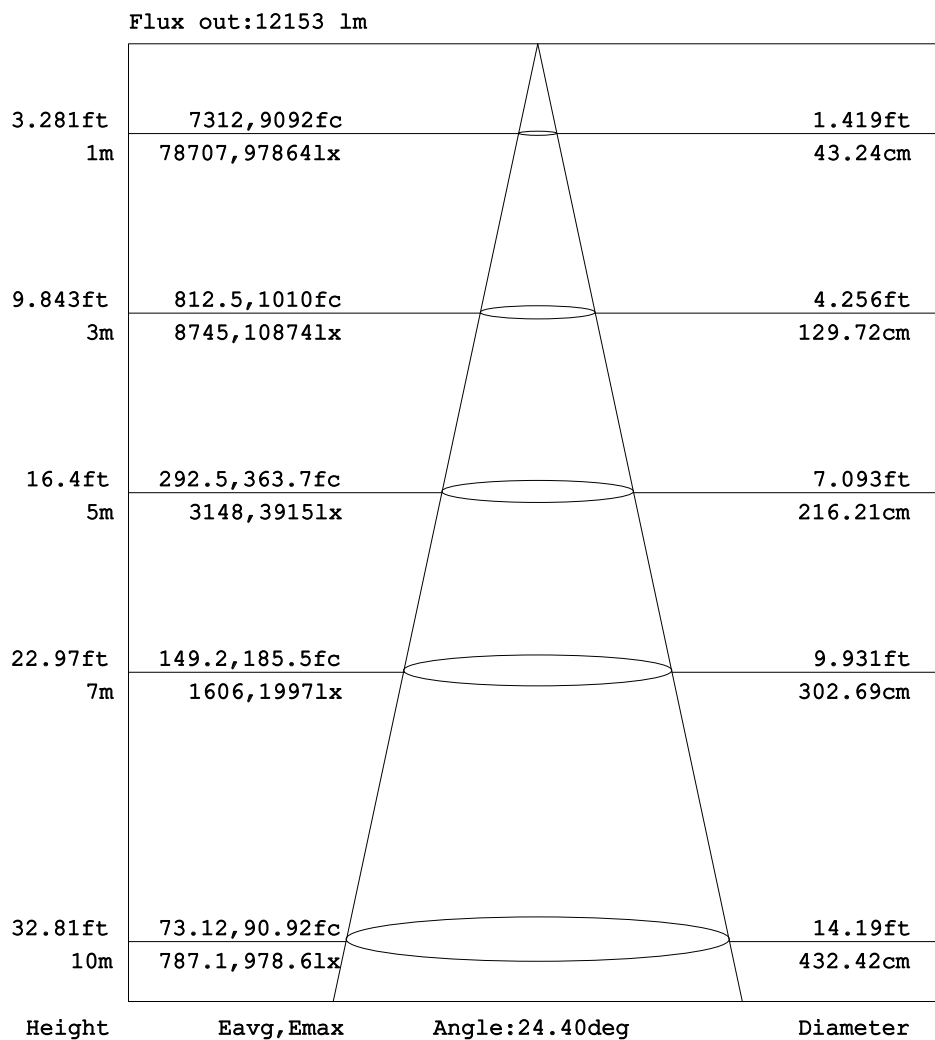 Flux out:12153 lm
3.281ft 7312,9092fc 1.419ft
1m 78707,97864lx 43.24cm
9.843ft 812.5,1010fc 4.256ft
3m 8745,10874lx 129.72cm
16.4ft 292.5,363.7fc 7.093ft
5m 3148,3915lx 216.21cm
22.97ft 149.2,185.5fc 9.931ft
7m 1606,1997lx 302.69cm
32.81ft 73.12,90.92fc 14.19ft
10m 787.1,978.6lx 432.42cm
Height Eavg,Emax Angle:24.40deg Diameter